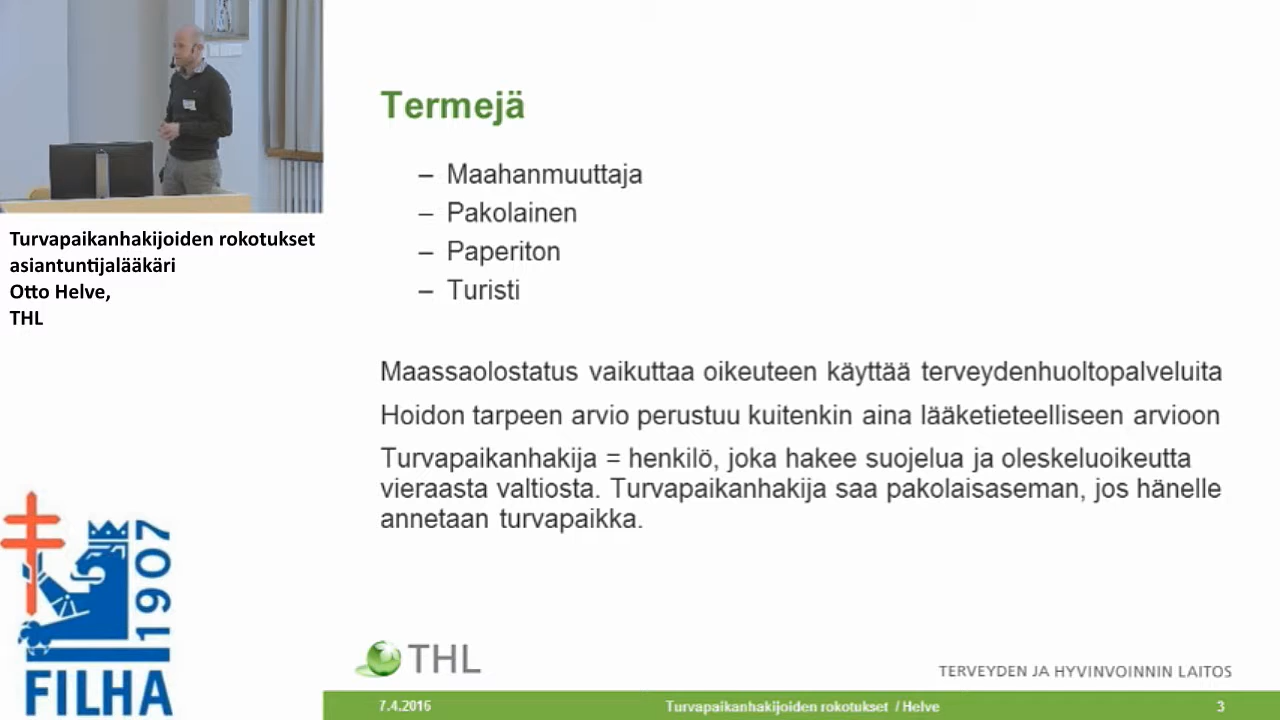 Turvapaikanhakijoiden rokotukset
asiantuntijalääkäri
Otto Helve,
THL
1907
FILHA
Termejä
– Maahanmuuttaja
– Pakolainen
– Paperiton
– Turisti
Maassaolostatus vaikuttaa oikeuteen käyttää terveydenhuoltopalveluita
Hoidon tarpeen arvio perustuu kuitenkin aina lääketieteelliseen arvioon
Turvapaikanhakija = henkilö, joka hakee suojelua ja oleskeluoikeutta
vieraasta valtiosta. Turvapaikanhakija saa pakolaisaseman, jos hänelle
annetaan turvapaikka.
THL
TERVEYDEN JA HYVINVOINNIN LAITOS
7.4.2016 Turvapaikanhakijoiden rokotukset / Helve 3